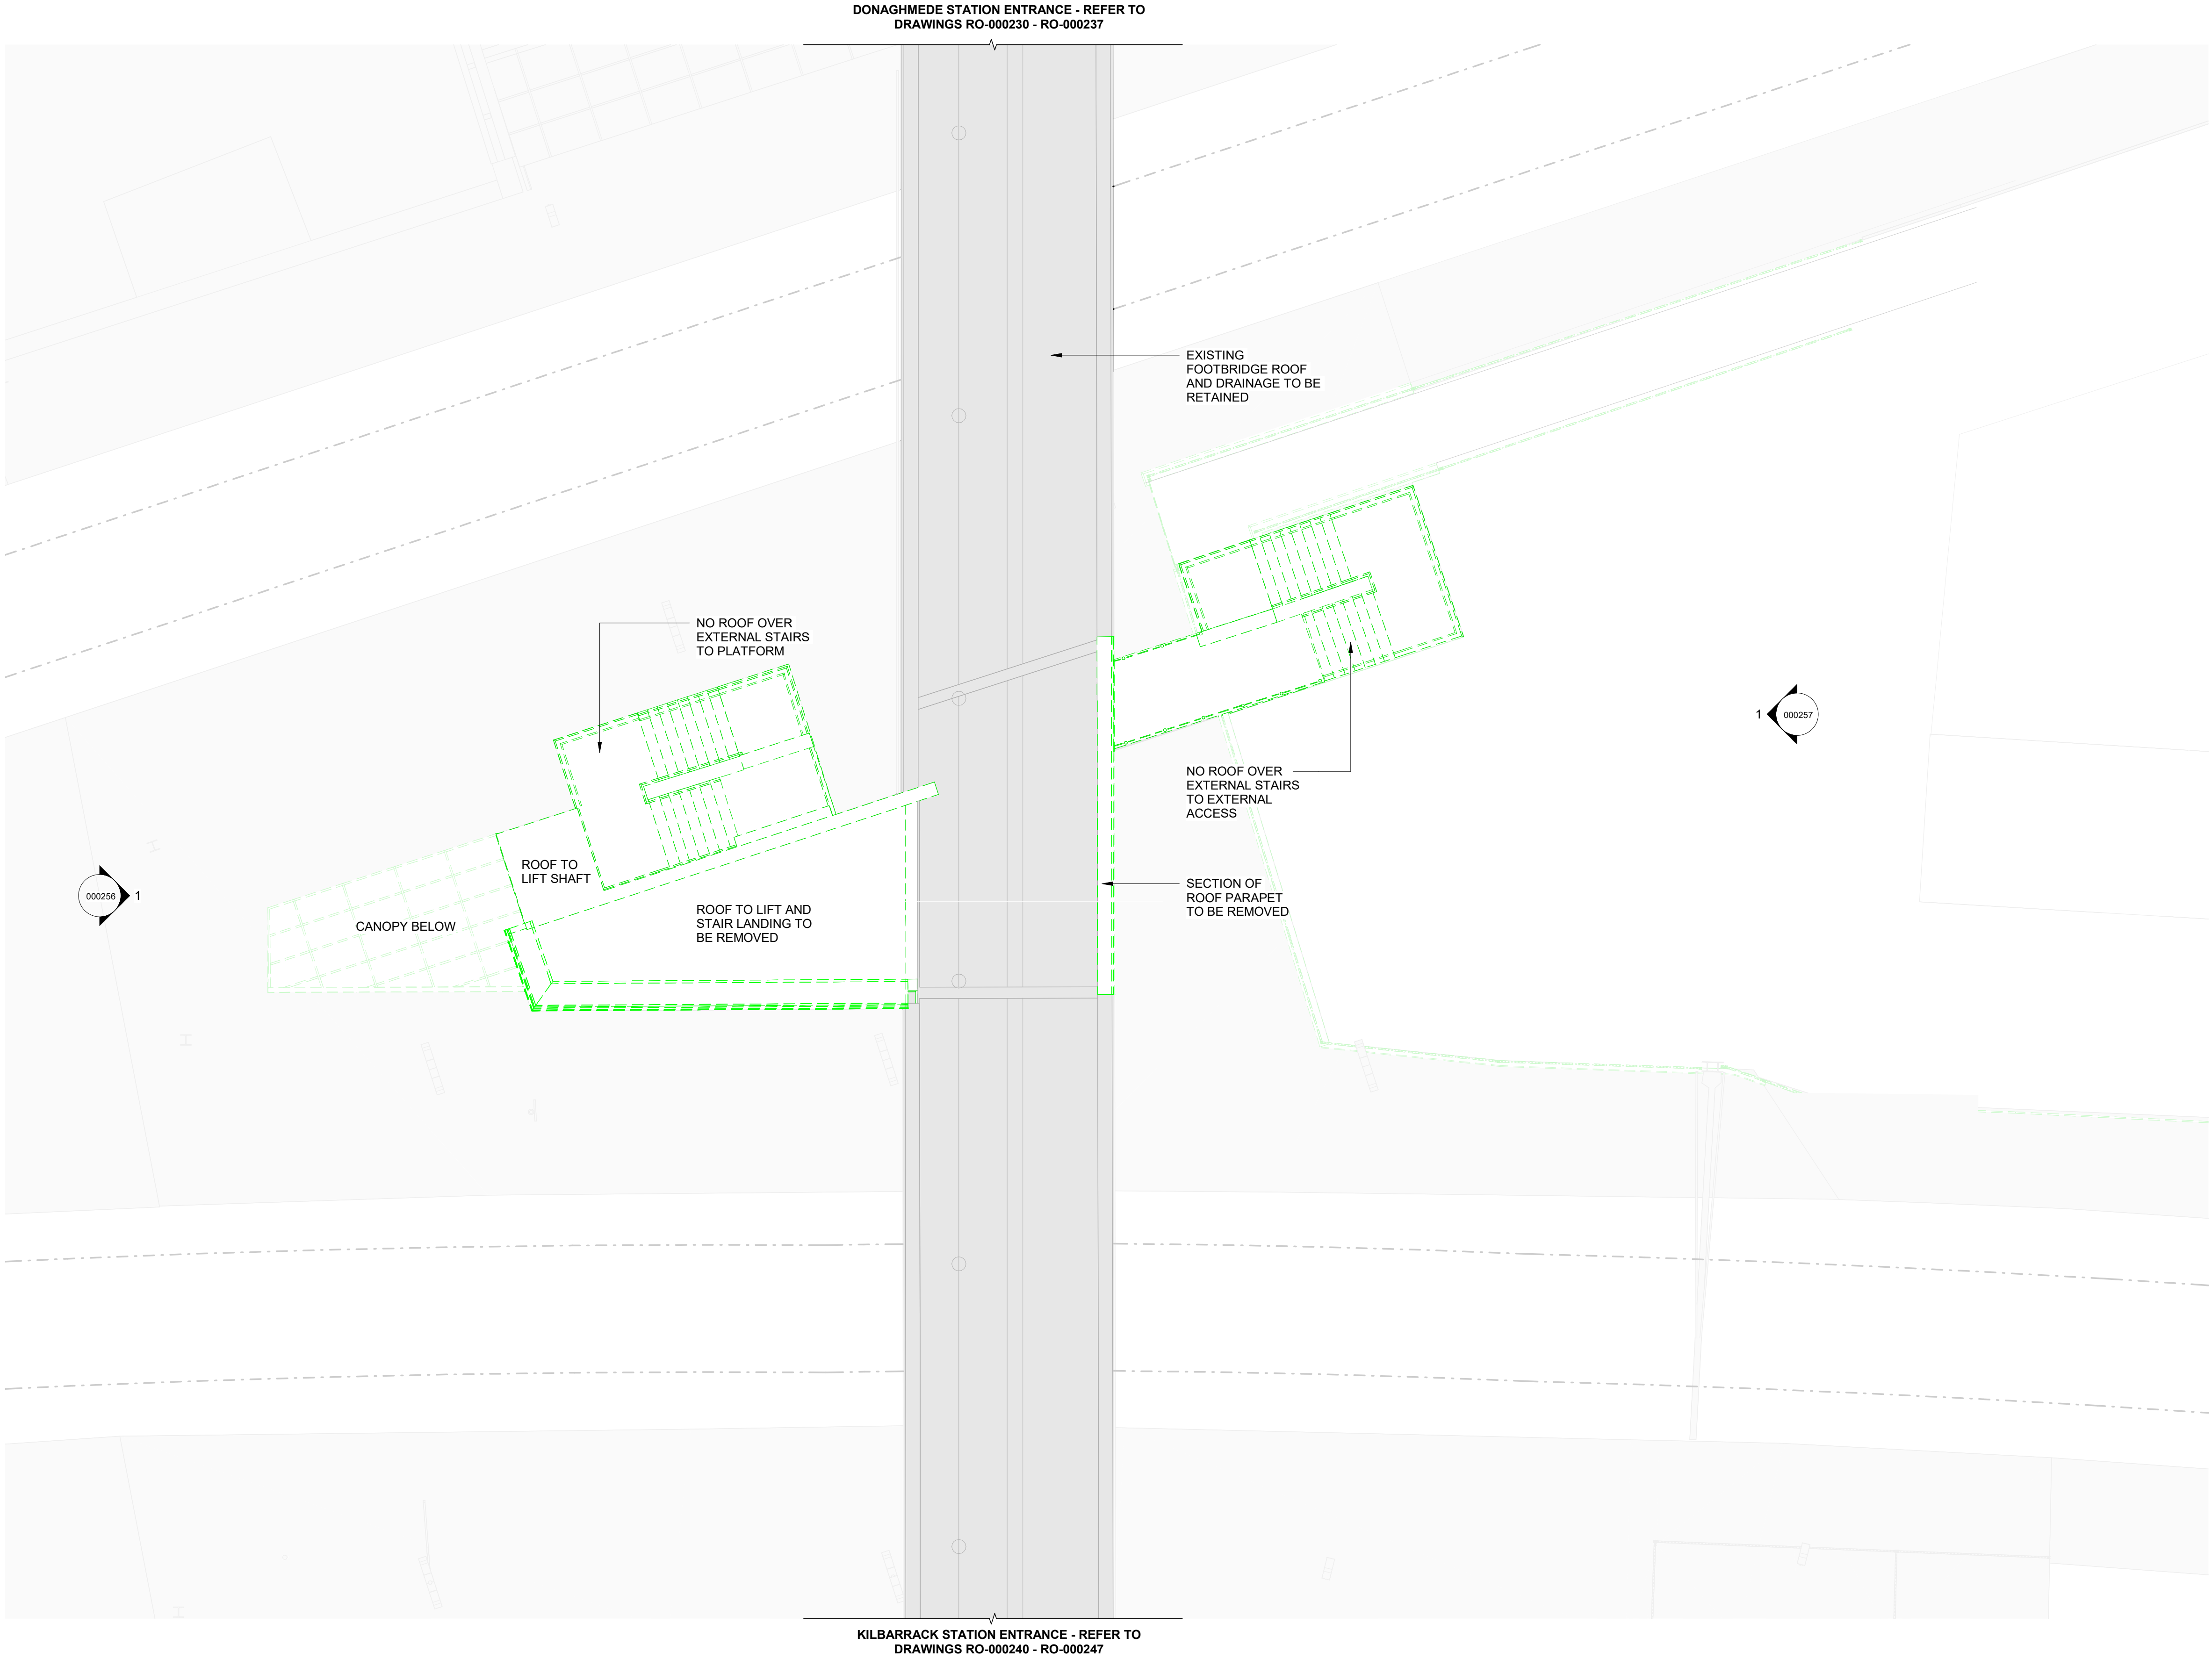 DONAGHMEDE STATION ENTRANCE - REFER TO
DRAWINGS RO-000230 - RO-000237
EXISTING
FOOTBRIDGE ROOF
AND DRAINAGE TO BE
RETAINED
NO ROOF OVER
EXTERNAL STAIRS
TO PLATFORM
1
000257
NO ROOF OVER
EXTERNAL STAIRS
TO EXTERNAL
ACCESS
ROOF TO
LIFT SHAFT
000256
1
SECTION OF
ROOF PARAPET
TO BE REMOVED
ROOF TO LIFT AND
STAIR LANDING TO
BE REMOVED
CANOPY BELOW
KILBARRACK STATION ENTRANCE - REFER TO
DRAWINGS RO-000240 - RO-000247